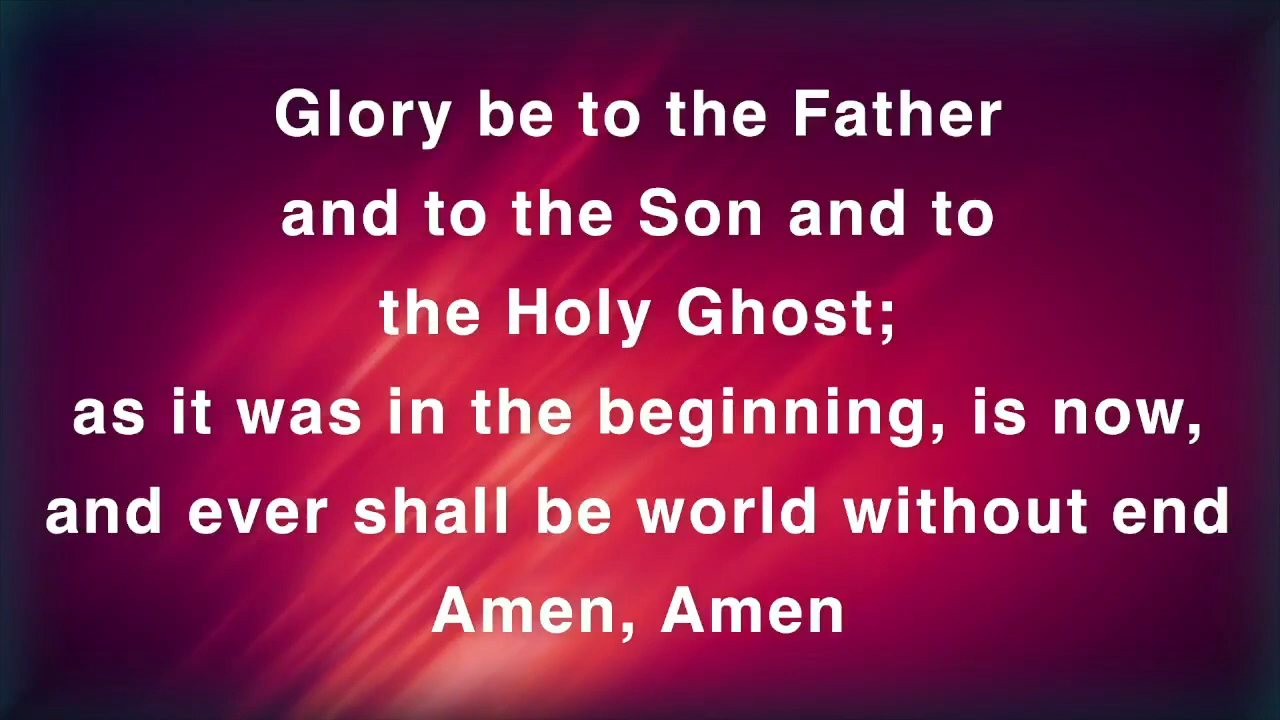 Glory be to the Father
and to the Son and to
the Holy Ghost;
as it was in the beginning, is now,
and ever shall be world without end
Amen, Amen